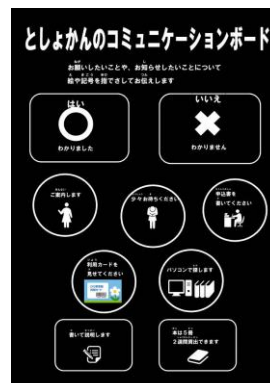 としょかんのコミュニケーションボード
お願いしたいことや、お知らせしたいことについて
絵や記号を指でさしてお伝えします
はい
わかりました
いいえ
わかりません
ご案内します
少々お待ちください
申込書を
書いてください
利用カードを
見せてください
パソコンで探します
書いて説明します
本は5冊
2週間貸出できます